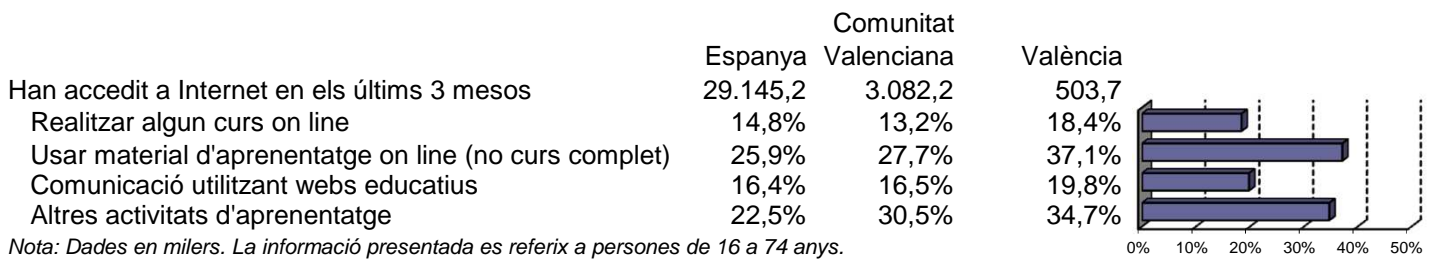 Comunitat
Espanya Valenciana València
Han accedit a Internet en els últims 3 mesos 29.145,2 3.082,2 503,7
Realitzar algun curs on line 14,8% 13,2% 18,4%
Usar material d'aprenentatge on line (no curs complet) 25,9% 27,7% 37,1%
Comunicació utilitzant webs educatius 16,4% 16,5% 19,8%
Altres activitats d'aprenentatge 22,5% 30,5% 34,7%
Nota: Dades en milers. La informació presentada es referix a persones de 16 a 74 anys.
0% 10% 20% 30% 40% 50%